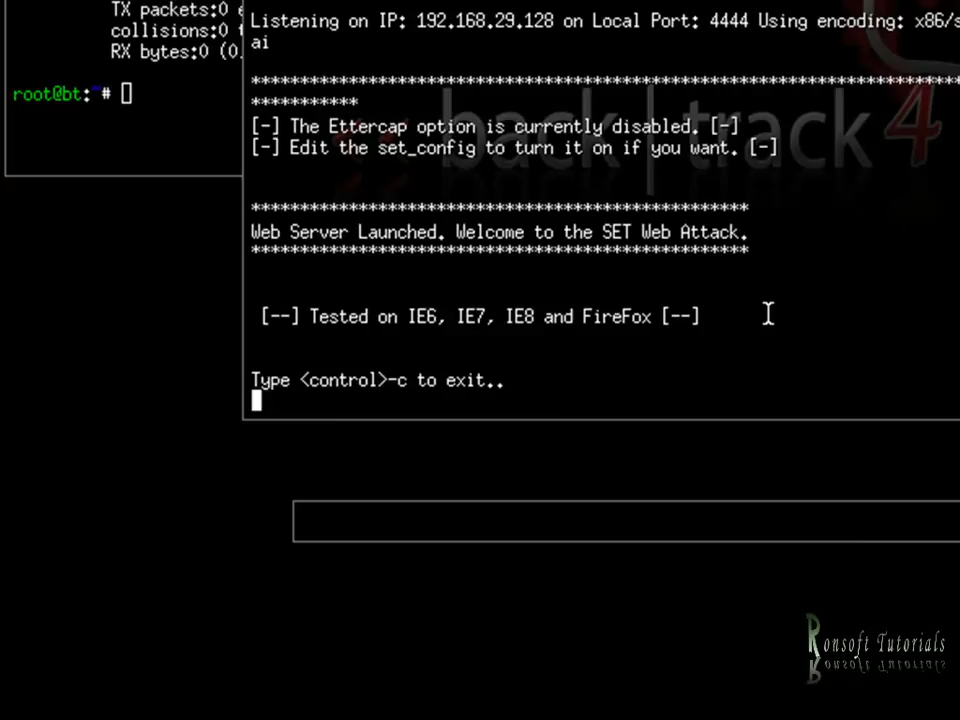 TX packets:0
collisions:0
RX bytes:0 (0.
root@bt:~#
Listening on IP: 192.168.29.128 on Local Port: 4444 Using encoding: x86/s
ai
*************************************************************************
***********
[-] The Ettercap option is currently disabled. [-]
[-] Edit the set_config to turn it on if you want. [-]
***************************************************
Web Server Launched. Welcome to the SET Web Attack.
***************************************************
[--] Tested on IE6, IE7, IE8 and FireFox [--]
Type <control>-c to exit..
<< back | track 4
Ronsoft Tutorials